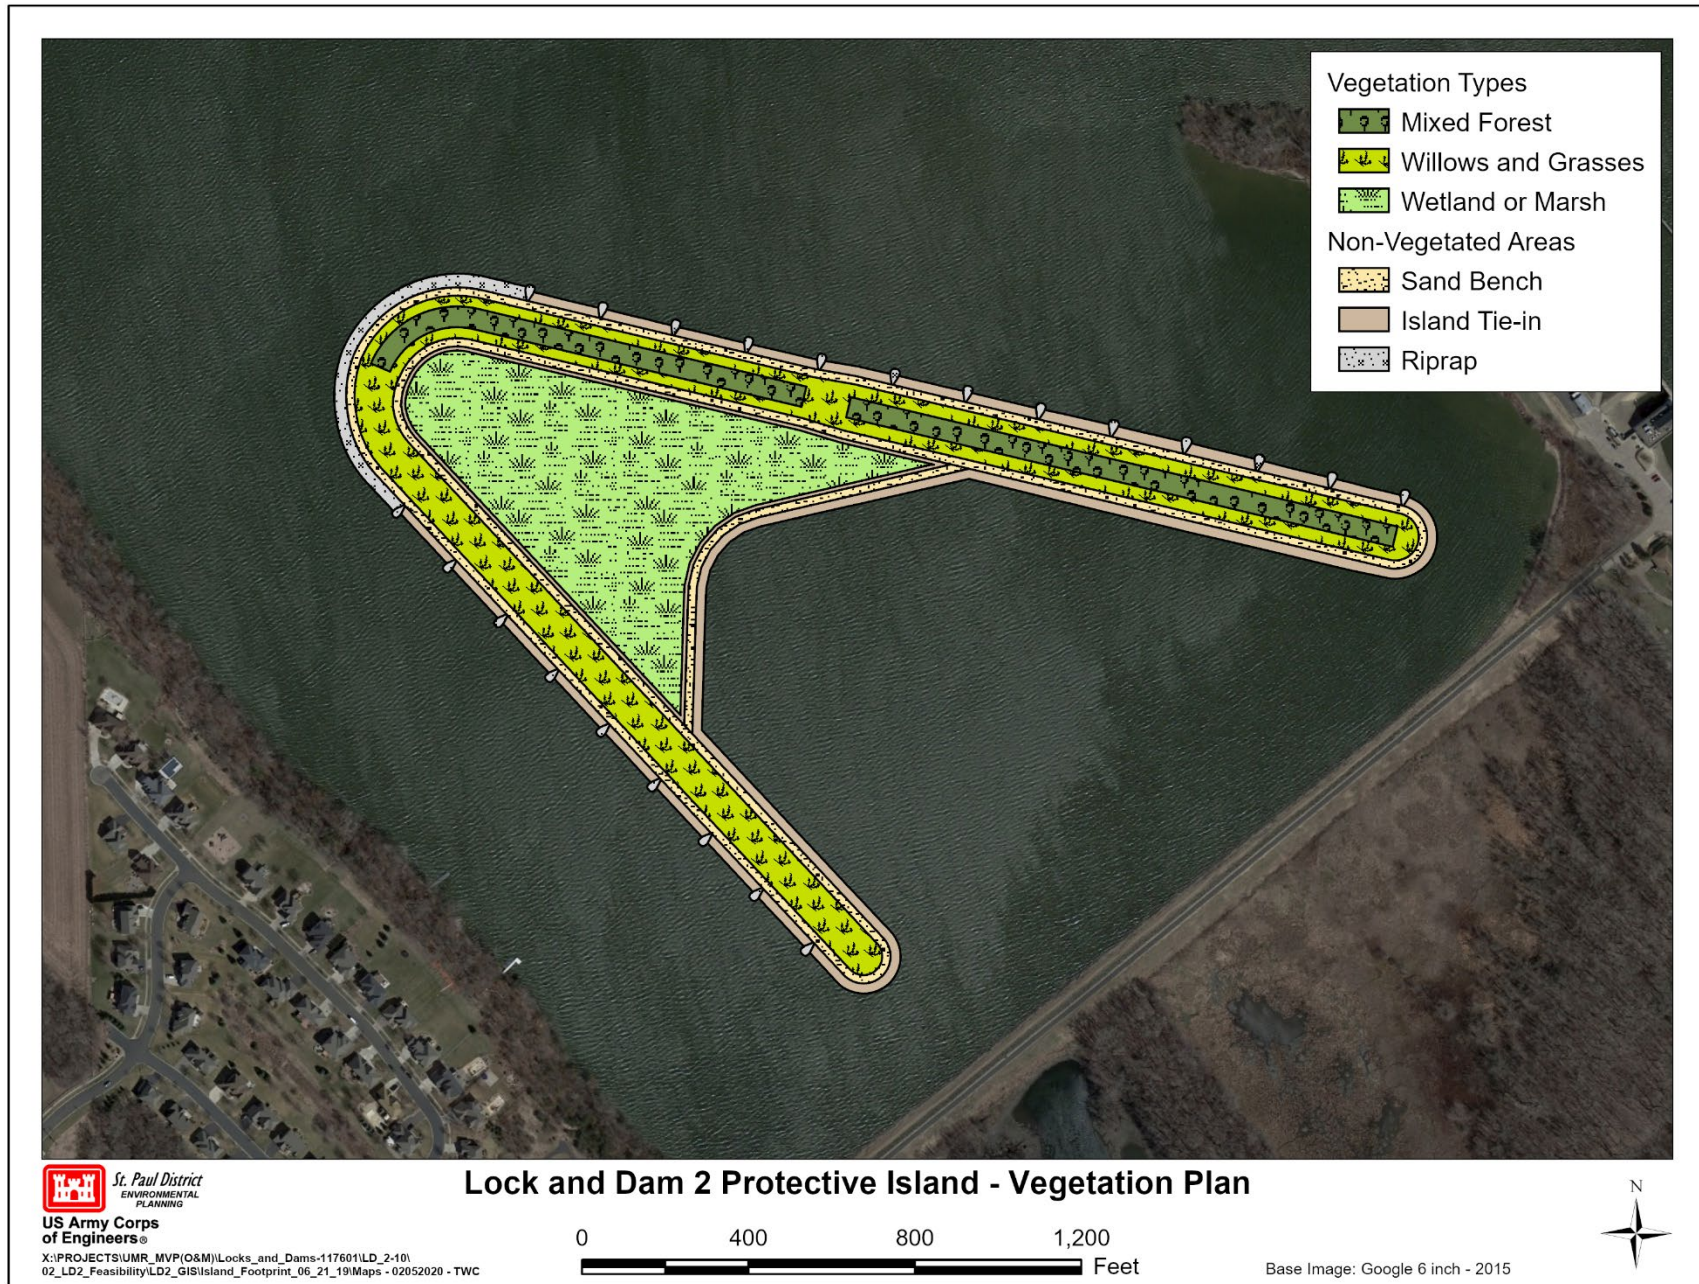 Vegetation Types
Mixed Forest
Willows and Grasses
Wetland or Marsh
Non-Vegetated Areas
Sand Bench
Island Tie-in
Riprap
St. Paul District
ENVIRONMENTAL
PLANNING
US Army Corps
of Engineers®
X:\PROJECTS\UMR_MVP(O&M)\Locks_and_Dams-117601\LD_2-10\
02_LD2_Feasibility\LD2_GIS\Island_Footprint_06_21_19\Maps - 02052020 - TWC
Lock and Dam 2 Protective Island - Vegetation Plan
0 400 800 1,200
Feet
N
Base Image: Google 6 inch - 2015